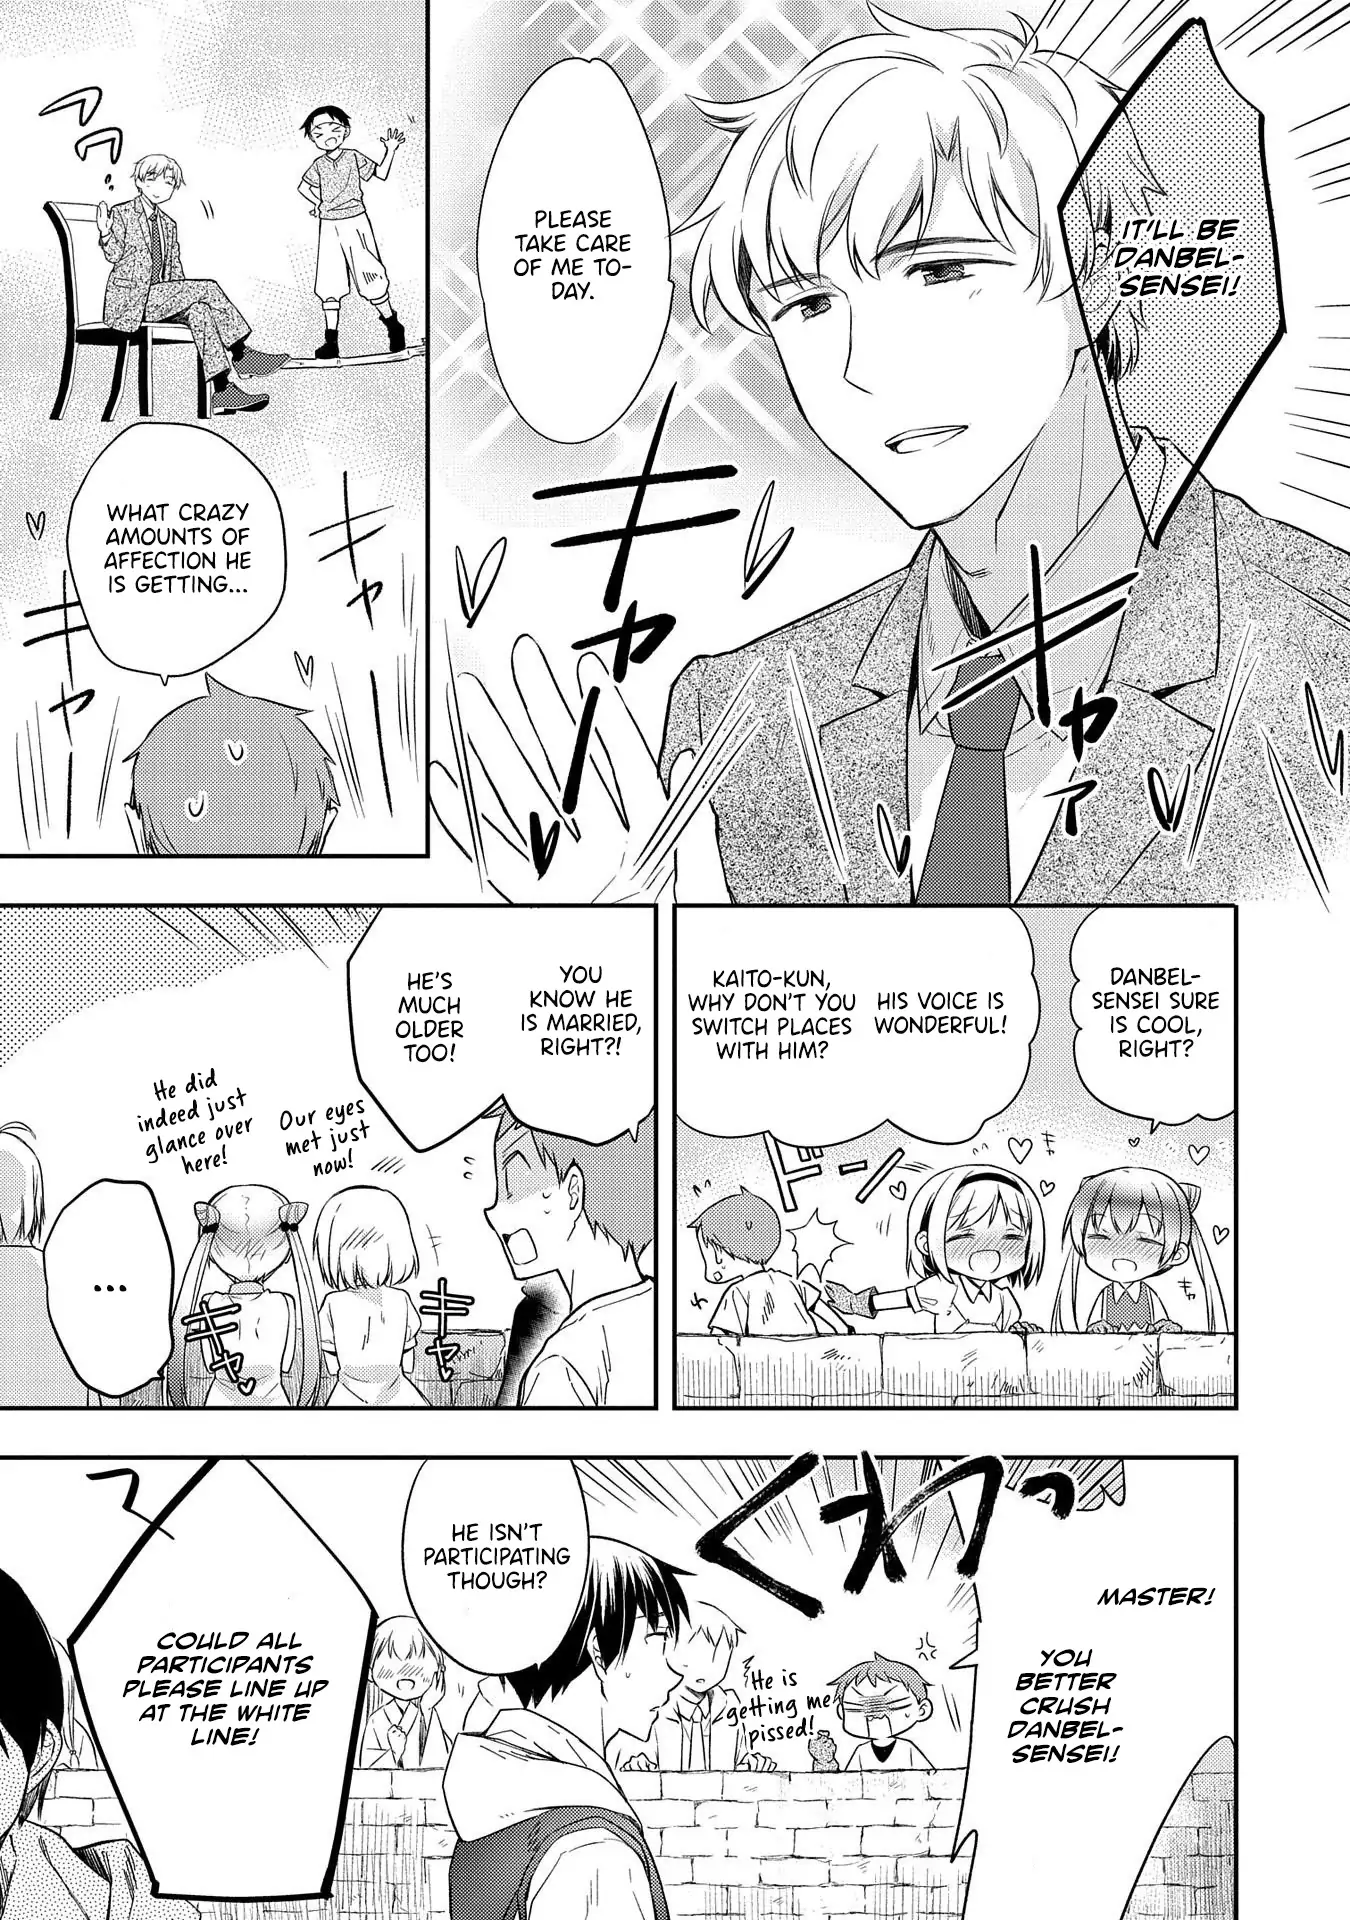 IT'LL BE
DANBEL-
SENSEI!
PLEASE
TAKE CARE
OF ME TO-
DAY.
キャ
キャァ
WHAT CRAZY
AMOUNTS OF
AFFECTION HE
IS GETTING...
キャ
キャ
DANBEL-
SENSEI SURE
IS COOL,
RIGHT?
HIS VOICE IS
WONDERFUL!
KAITO-KUN,
WHY DON'T YOU
SWITCH PLACES
WITH HIM?
ドーン
YOU
KNOW HE
IS MARRIED,
RIGHT?!
HE'S
MUCH
OLDER
TOO!
Our eyes
met just
now!
He did
indeed just
glance over
here!
キャ
キャ
...
MASTER!
YOU
BETTER
CRUSH
DANBEL-
SENSEI!
くわっ
He is
getting me
pissed!
HE ISN'T
PARTICIPATING
THOUGH?
COULD ALL
PARTICIPANTS
PLEASE LINE UP
AT THE WHITE
LINE!